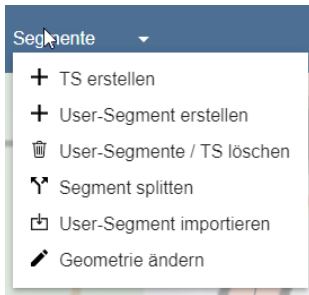 Segmente
TS erstellen
User-Segment erstellen
User-Segmente / TS löschen
Segment splitten
User-Segment importieren
Geometrie ändern